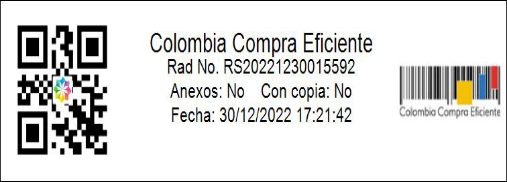 Colombia Compra Eficiente
Rad No. RS20221230015592
Anexos: No Con copia: No
Fecha: 30/12/2022 17:21:42
Colombia Compra Eficiente